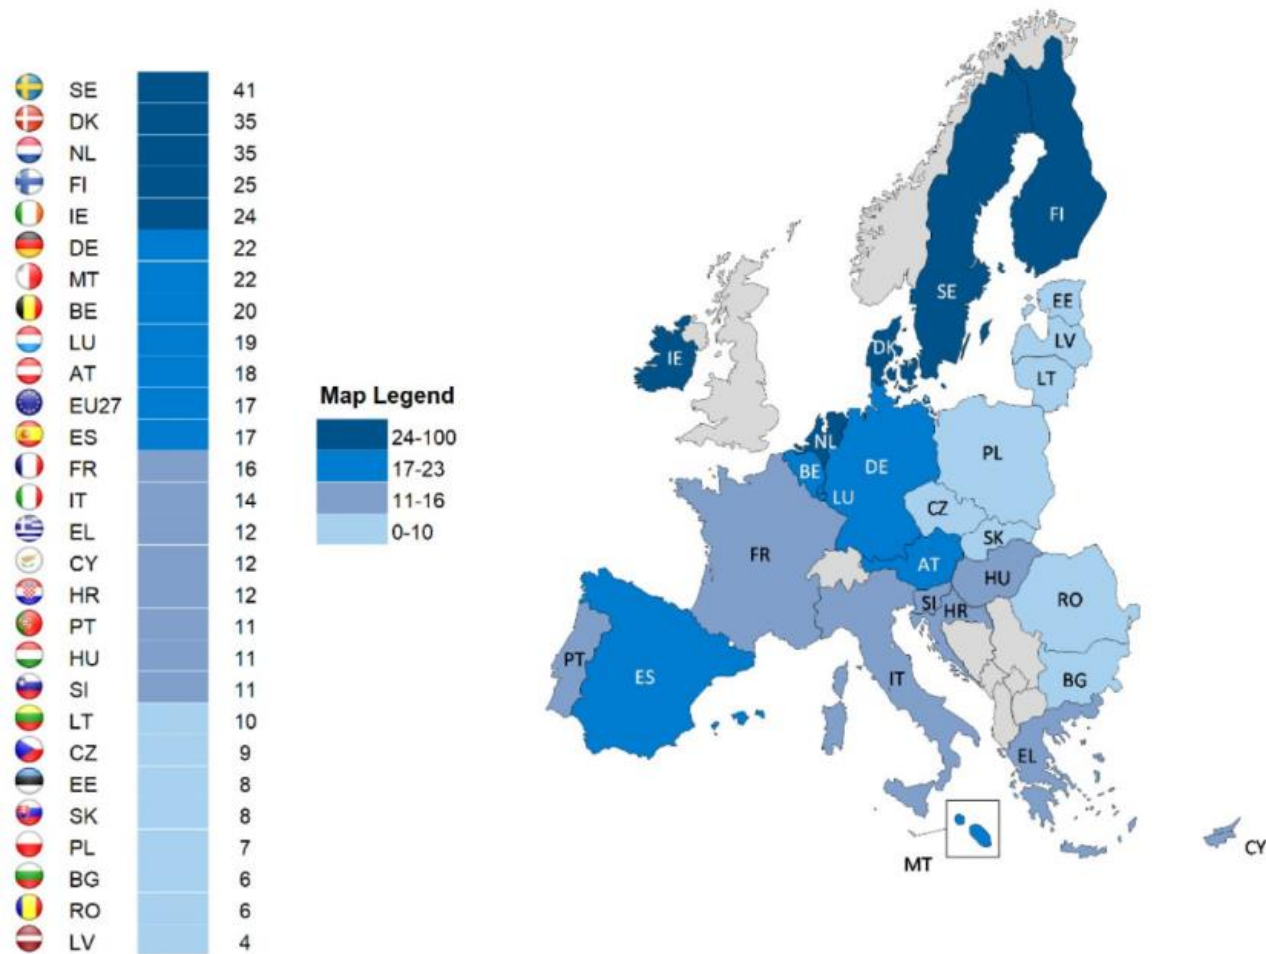 SE 41
DK 35
NL 35
FI 25
IE 24
DE 22
MT 22
BE 20
LU 19
AT 18
EU27 17
ES 17
FR 16
IT 14
EL 12
CY 12
HR 12
PT 11
HU 11
SI 11
LT 10
CZ 9
EE 8
SK 8
PL 7
BG 6
RO 6
LV 4
Map Legend
24-100
17-23
11-16
0-10
FI
SE
EE
LV
LT
IE
DK
NL
BE
DE
PL
LU
CZ
SK
FR
AT
HU
SI
HR
RO
PT
ES
IT
BG
EL
MT
CY